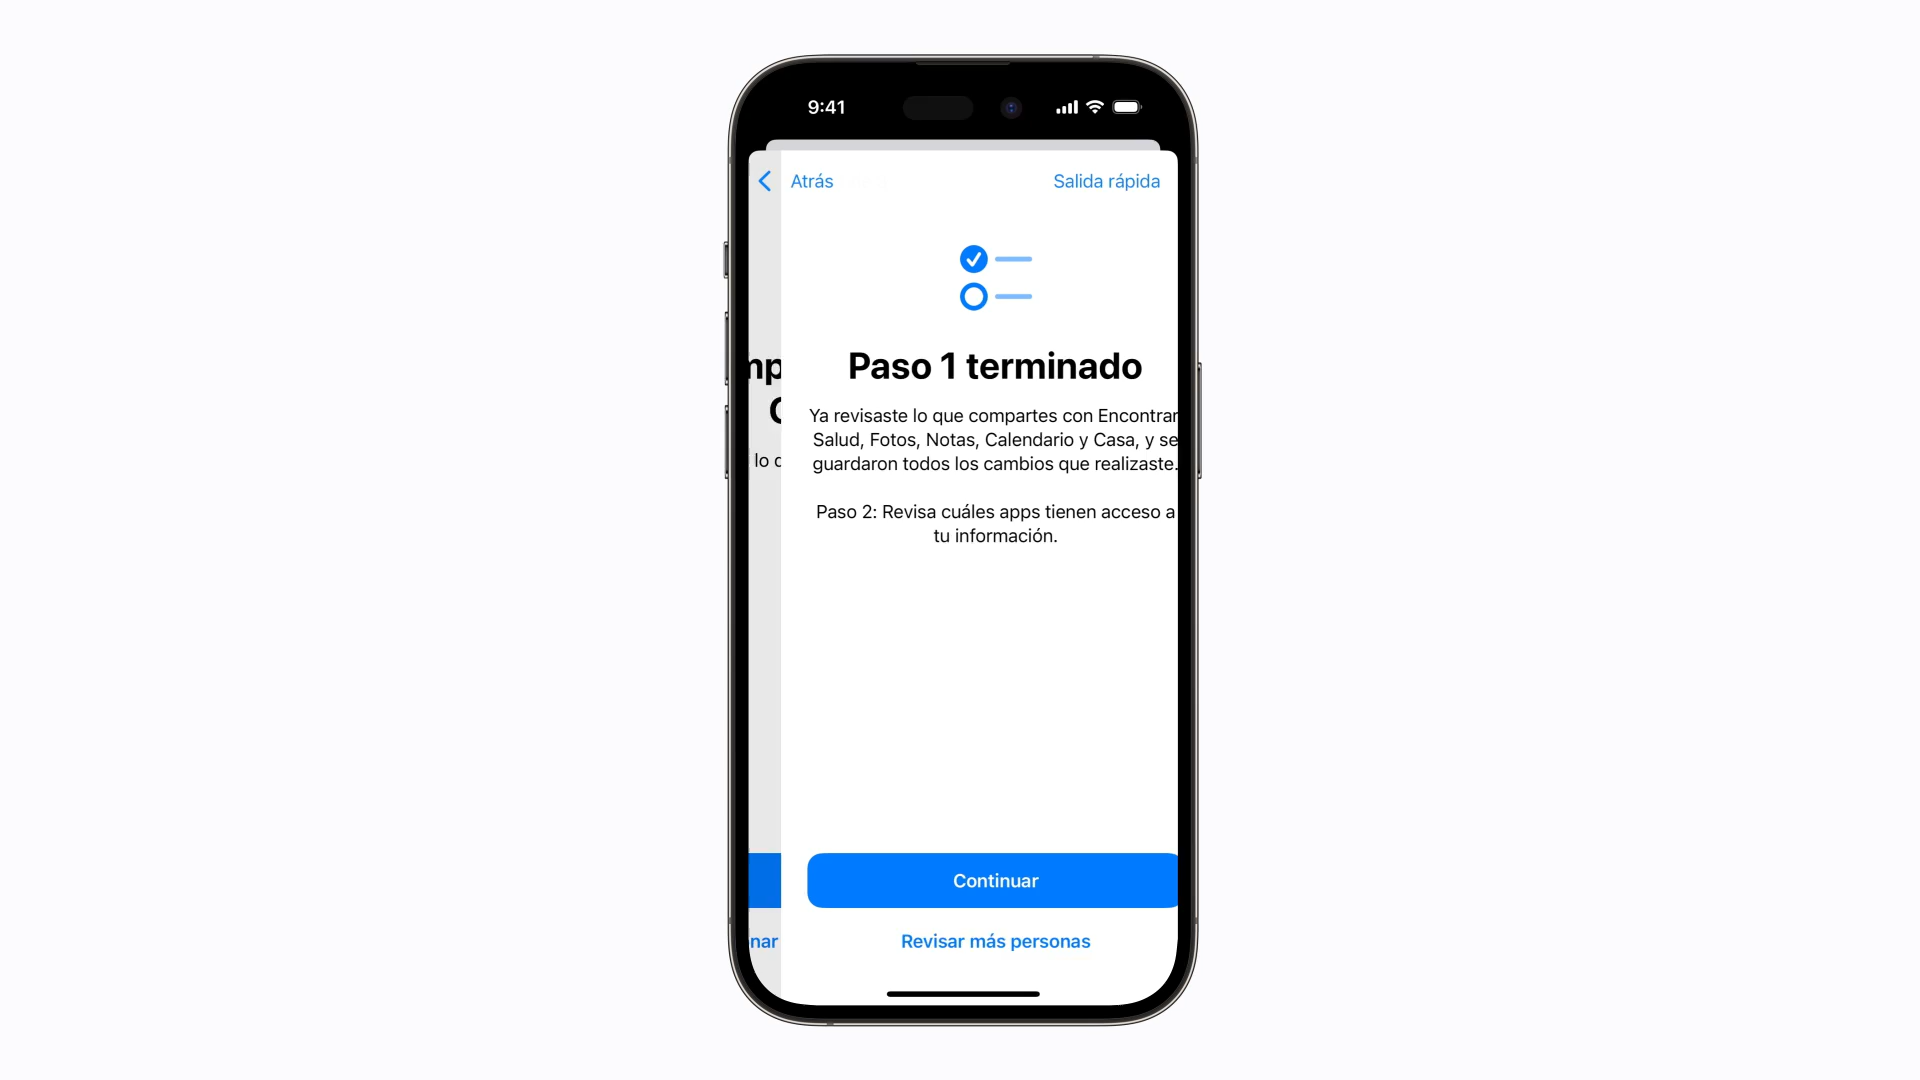 9:41
Atrás
Salida rápida
Paso 1 terminado
Ya revisaste lo que compartes con Encontrar
Salud, Fotos, Notas, Calendario y Casa, y se
guardaron todos los cambios que realizaste.
lo
Paso 2: Revisa cuáles apps tienen acceso a
tu información.
Continuar
Revisar más personas